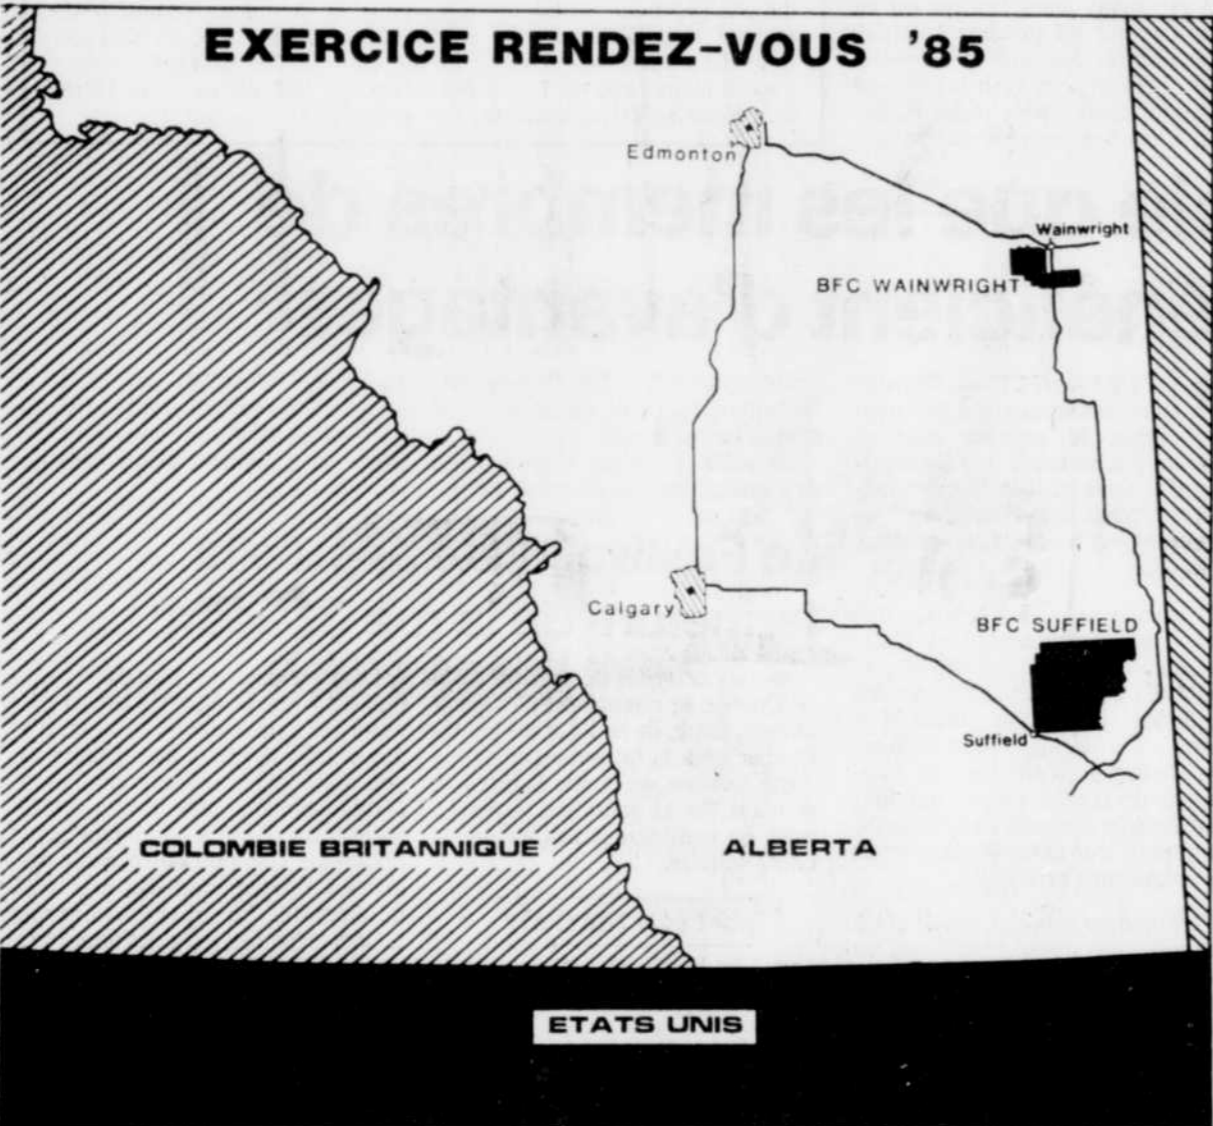 EXERCICE RENDEZ-VOUS '85
Edmonton
Wainwright
BFC WAINWRIGHT
Calgary
BFC SUFFIELD
Suffield
COLOMBIE BRITANNIQUE
ALBERTA
ETATS UNIS